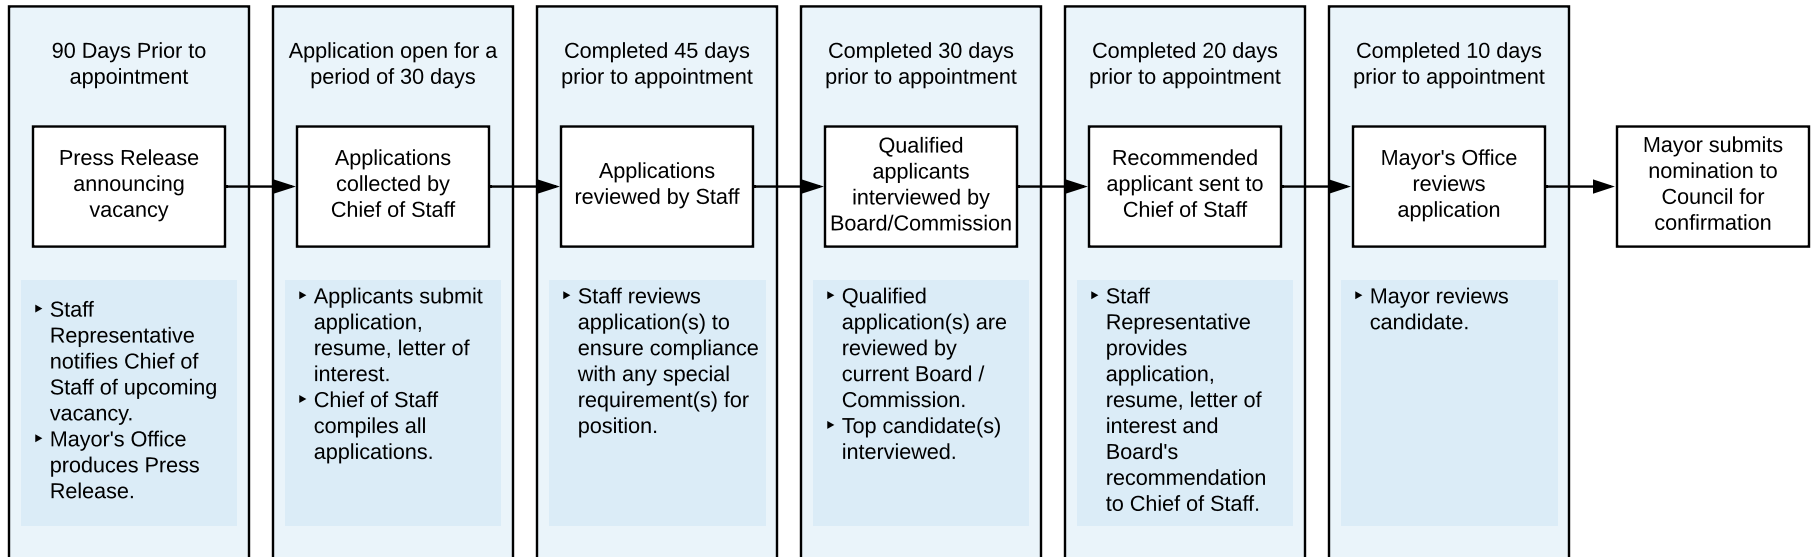 90 Days Prior to
appointment
Press Release
announcing
vacancy
‣ Staff
Representative
notifies Chief of
Staff of upcoming
vacancy.
‣ Mayor's Office
produces Press
Release.
Application open for a
period of 30 days
Applications
collected by
Chief of Staff
‣ Applicants submit
application,
resume, letter of
interest.
‣ Chief of Staff
compiles all
applications.
Completed 45 days
prior to appointment
Applications
reviewed by Staff
‣ Staff reviews
application(s) to
ensure compliance
with any special
requirement(s) for
position.
Completed 30 days
prior to appointment
Qualified
applicants
interviewed by
Board/Commission
‣ Qualified
application(s) are
reviewed by
current Board /
Commission.
‣ Top candidate(s)
interviewed.
Completed 20 days
prior to appointment
Recommended
applicant sent to
Chief of Staff
‣ Staff
Representative
provides
application,
resume, letter of
interest and
Board's
recommendation
to Chief of Staff.
Completed 10 days
prior to appointment
Mayor's Office
reviews
application
‣ Mayor reviews
candidate.
Mayor submits
nomination to
Council for
confirmation